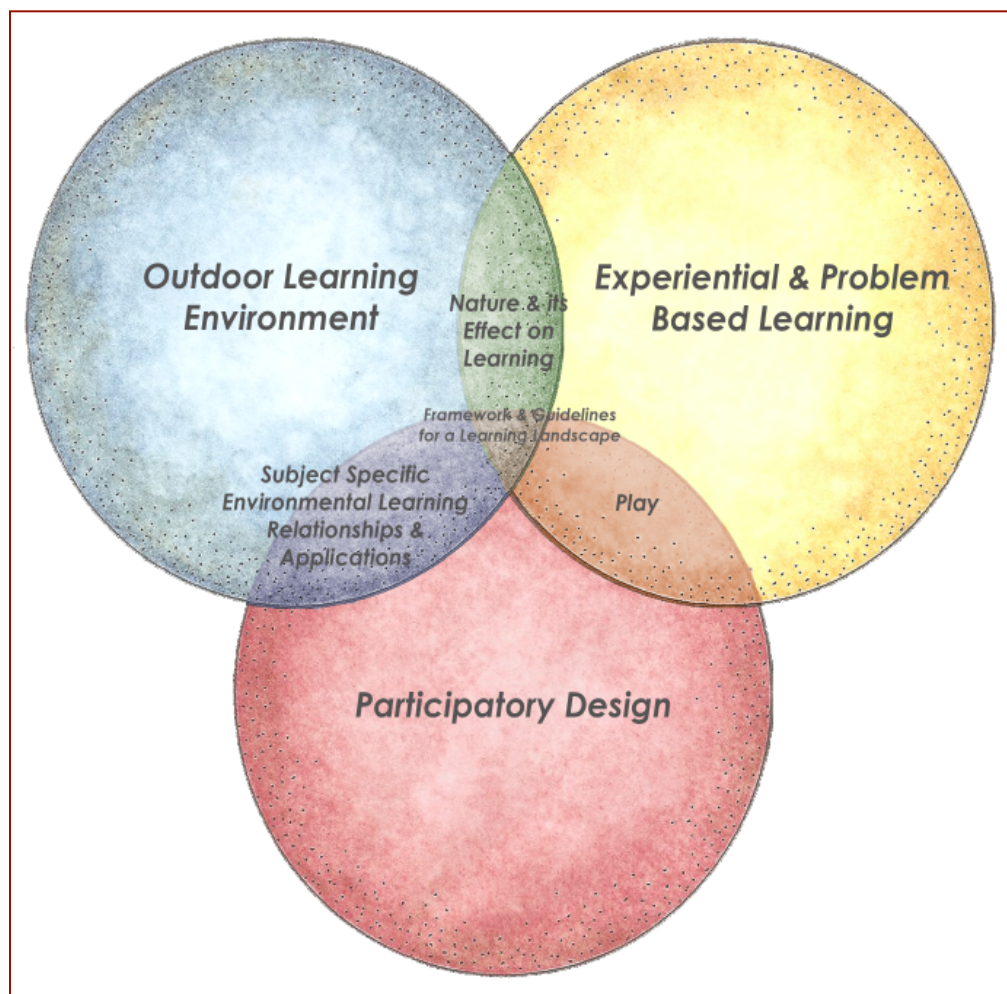 Outdoor Learning
Environment
Experiential & Problem
Based Learning
Nature & its
Effect on
Learning
Framework & Guidelines
for a Learning Landscape
Subject Specific
Environmental Learning
Relationships &
Applications
Play
Participatory Design